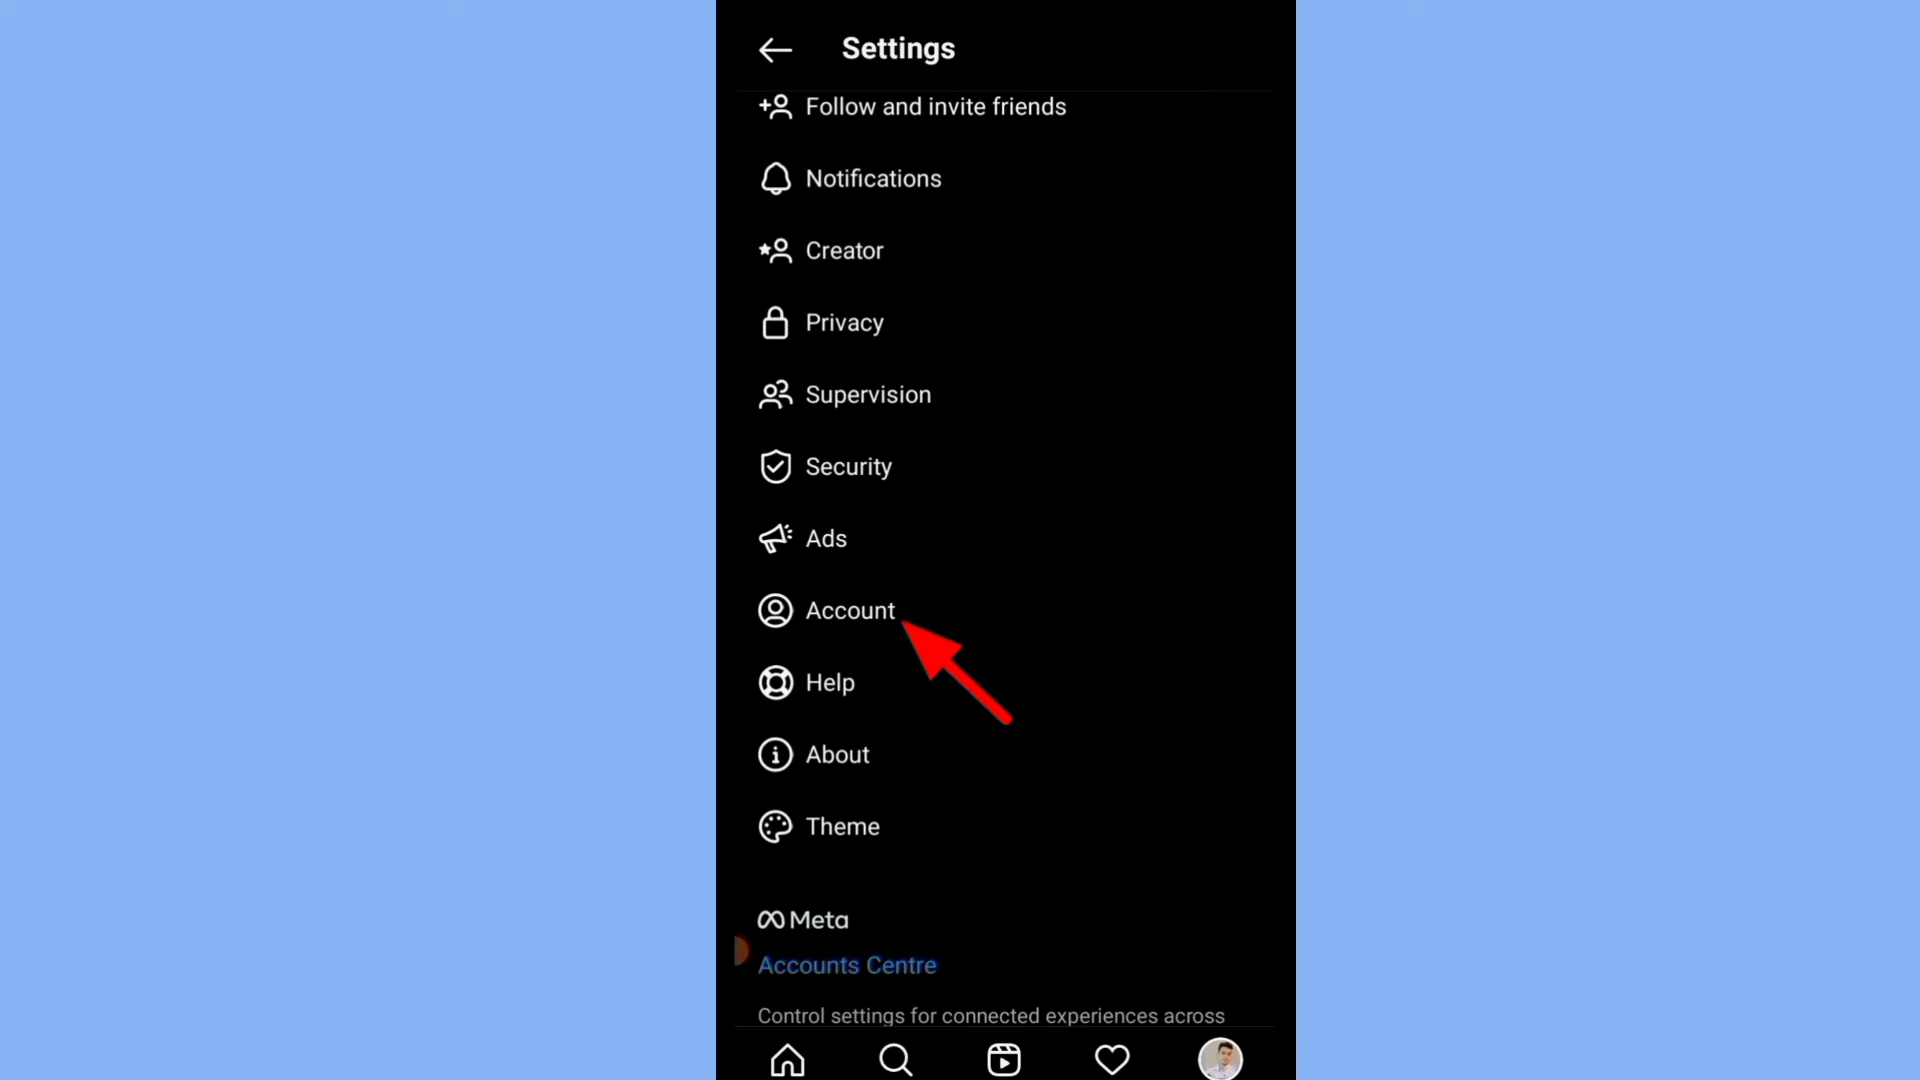 Settings
Follow and invite friends
Notifications
Creator
Privacy
Supervision
Security
Ads
Account
Help
About
Theme
Meta
Accounts Centre
Control settings for connected experiences across